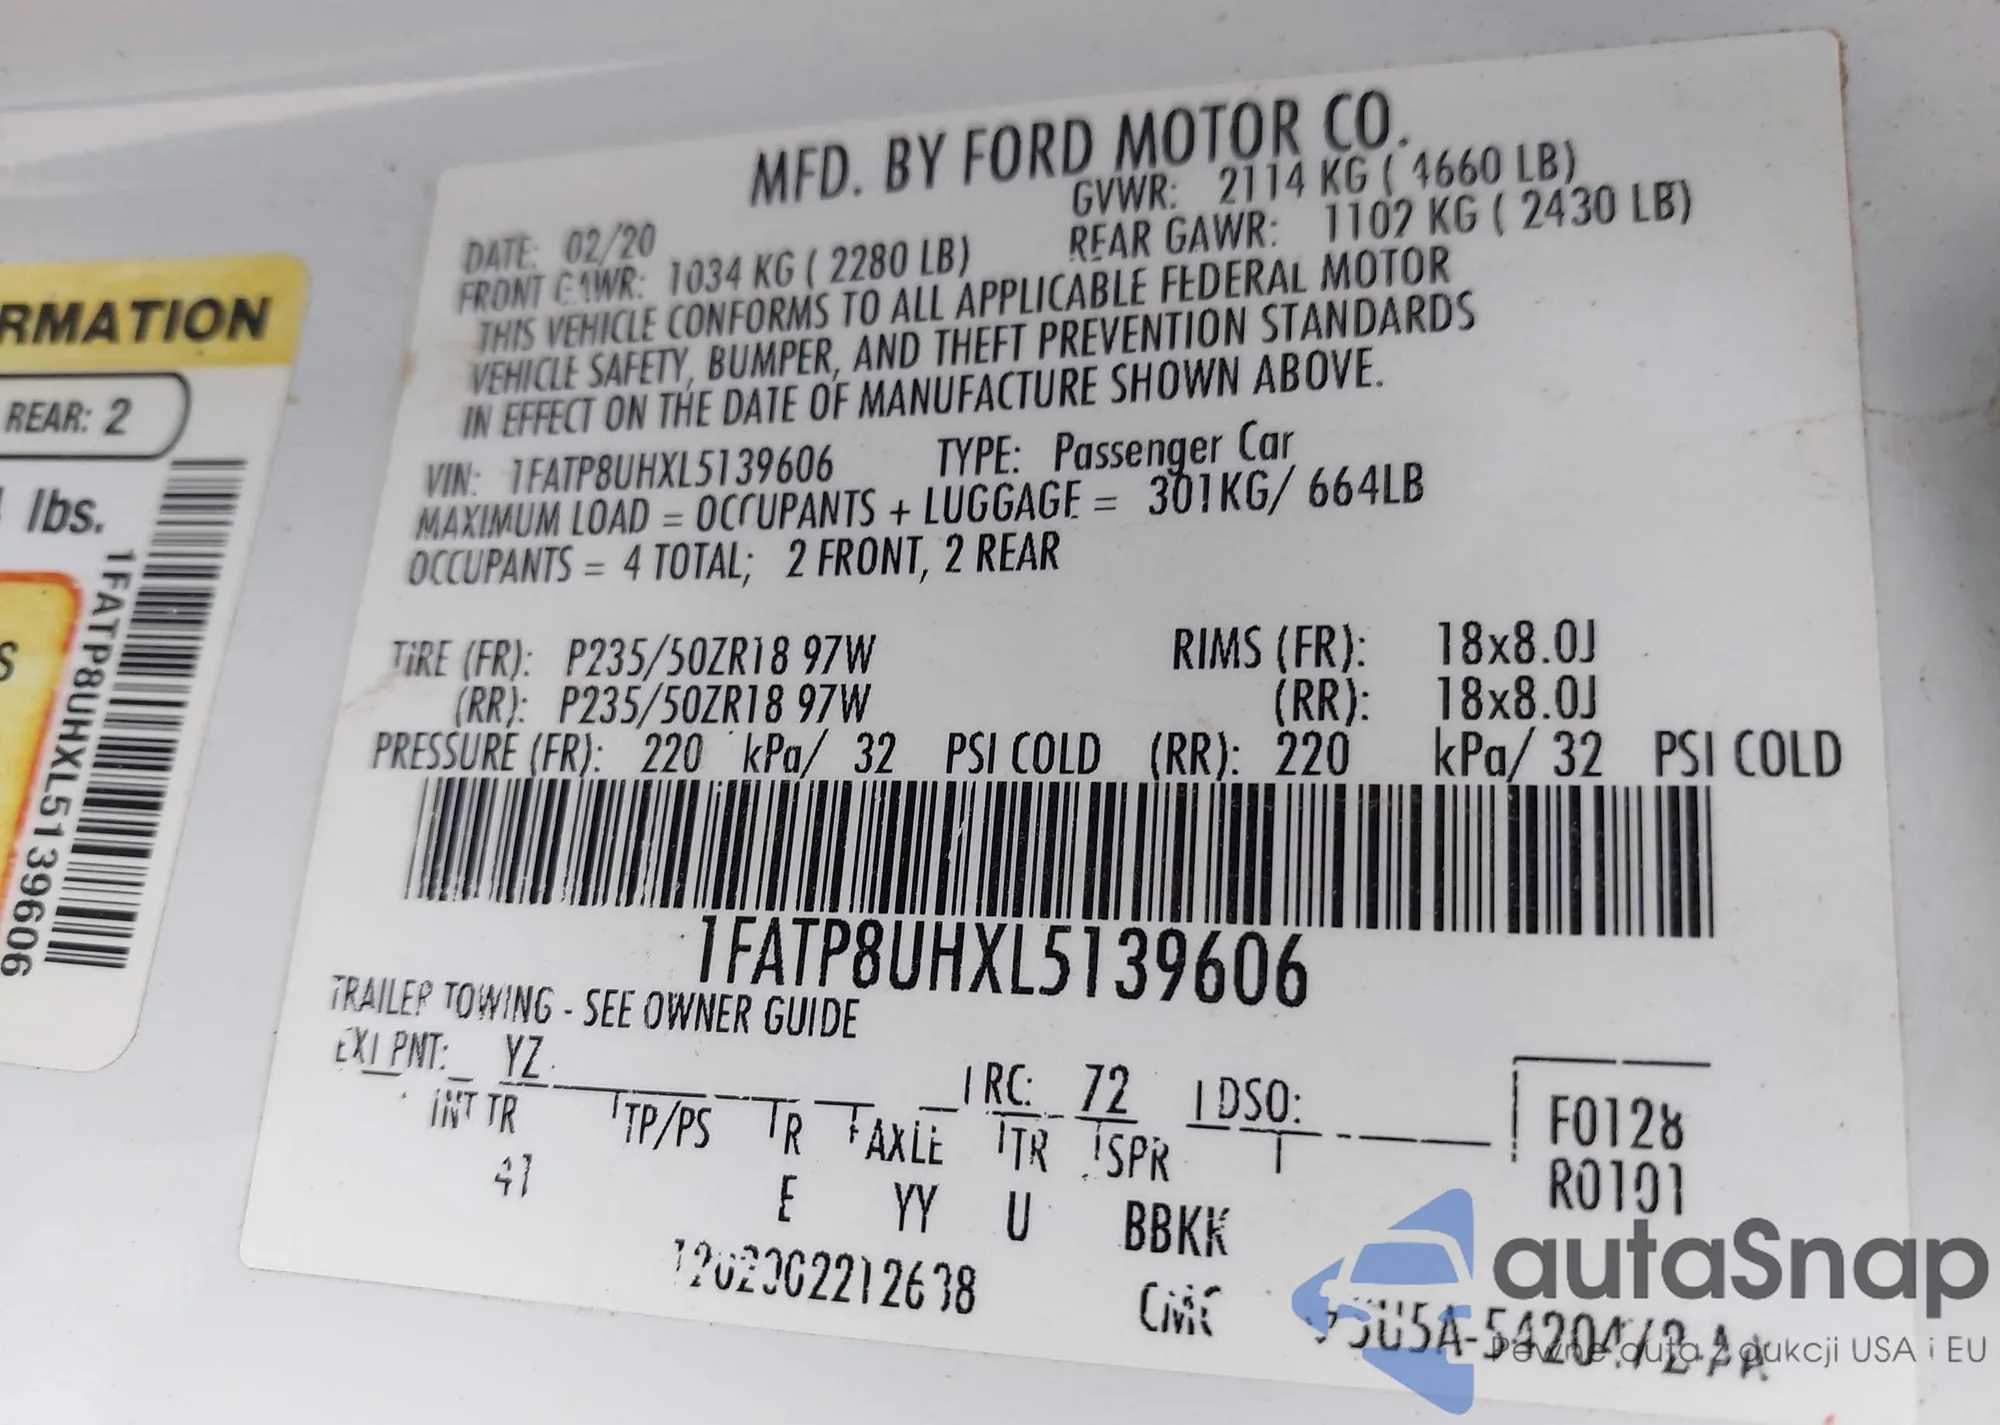 MFD. BY FORD MOTOR CO.
DATE: 02/20 GVWR: 2114 KG ( 4660 LB)
FRONT GAWR: 1034 KG ( 2280 LB) REAR GAWR: 1102 KG ( 2430 LB)
THIS VEHICLE CONFORMS TO ALL APPLICABLE FEDERAL MOTOR
VEHICLE SAFETY, BUMPER, AND THEFT PREVENTION STANDARDS
IN EFFECT ON THE DATE OF MANUFACTURE SHOWN ABOVE.
VIN: 1FATP8UHXL5139606 TYPE: Passenger Car
MAXIMUM LOAD = OCCUPANTS + LUGGAGE = 301KG/ 664LB
OCCUPANTS = 4 TOTAL; 2 FRONT, 2 REAR
TIRE (FR): P235/50ZR18 97W RIMS (FR): 18x8.0J
(RR): P235/50ZR18 97W (RR): 18x8.0J
PRESSURE (FR): 220 kPa/ 32 PSI COLD (RR): 220 kPa/ 32 PSI COLD
1FATP8UHXL5139606
TRAILER TOWING - SEE OWNER GUIDE
EXT PNT: YZ RC: 72 DSO:
INT TR TP/PS R AXLE TR SPR
F0128
R0101
41 E YY U BBKK
RMATION
REAR: 2
lbs.
S
1FATP8UHXL5139606
autaSnap
Pewne auta z aukcji USA i EU